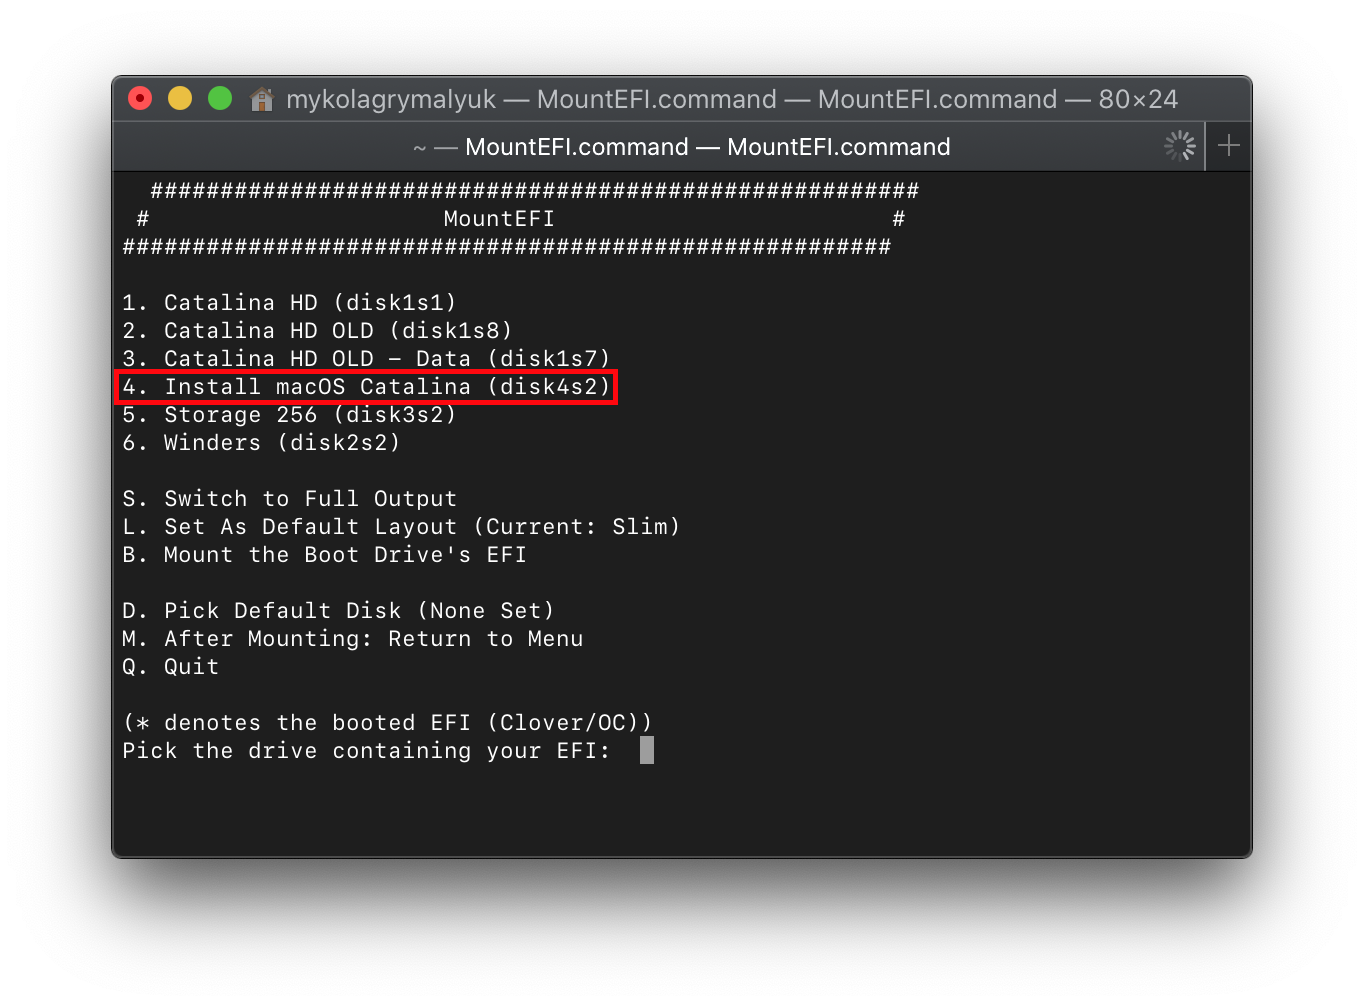 mykolagrymalyuk — MountEFI.command — MountEFI.command — 80×24
~ — MountEFI.command — MountEFI.command
#######################################################
# MountEFI #
#######################################################
1. Catalina HD (disk1s1)
2. Catalina HD OLD (disk1s8)
3. Catalina HD OLD – Data (disk1s7)
4. Install macOS Catalina (disk4s2)
5. Storage 256 (disk3s2)
6. Winders (disk2s2)
S. Switch to Full Output
L. Set As Default Layout (Current: Slim)
B. Mount the Boot Drive's EFI
D. Pick Default Disk (None Set)
M. After Mounting: Return to Menu
Q. Quit
(* denotes the booted EFI (Clover/OC))
Pick the drive containing your EFI: